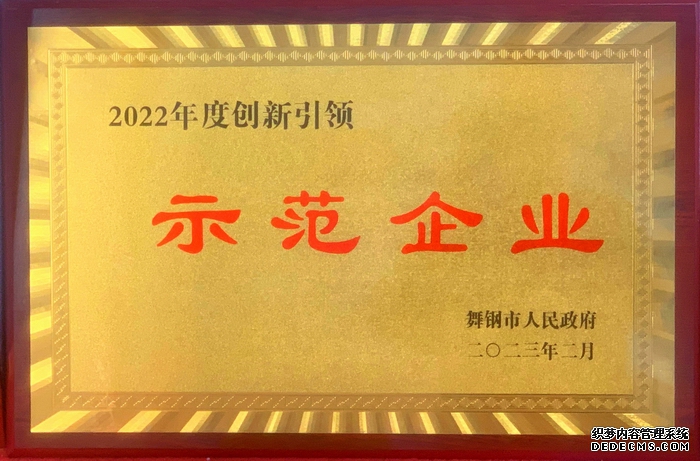 2022年度创新引领
示范企业
舞钢市人民政府
二〇二三年二月
织梦内容管理系统
DEDECMS.COM